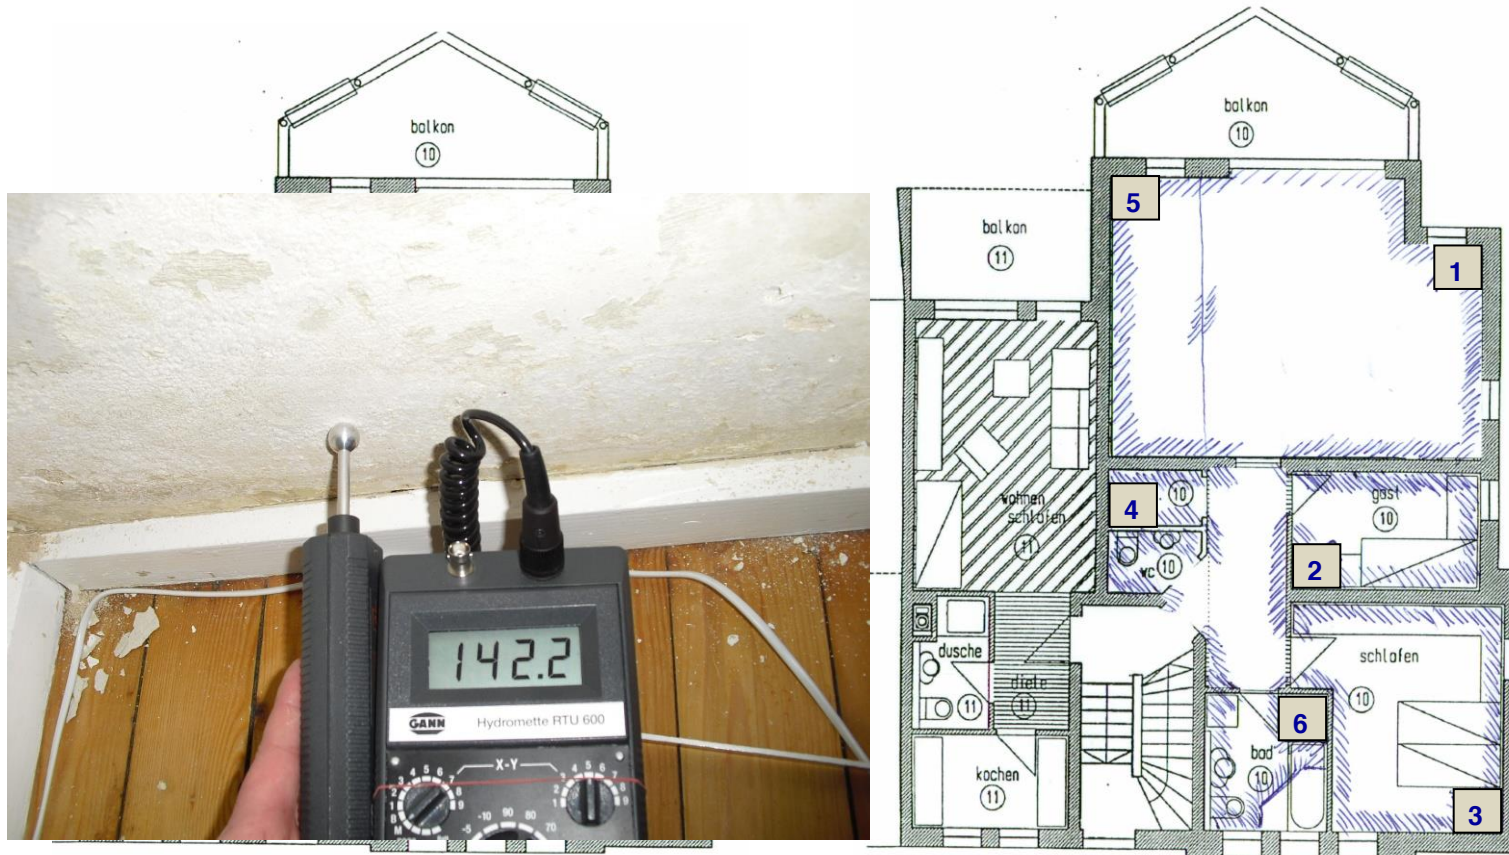 balkon
10
142.2
GANN Hydromette RTU 600
X-Y
balkon
10
5
balkon
11
1
wohnen
schlafen
11
4
10
gast
10
2
wc 10
dusche
11
diele
11
schlafen
10
6
bad
10
kochen
11
3